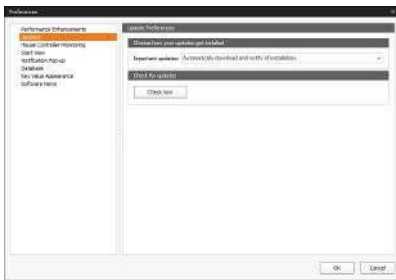 Preferences
Performance Enhancements
Updates
House Controller Monitoring
Start View
Notification Pop-up
Database
Key Value Appearance
Software Items
Update Preferences
Choose how your updates get installed
Important updates: Automatically download and notify of installation.
Check for updates
Check now
OK
Cancel